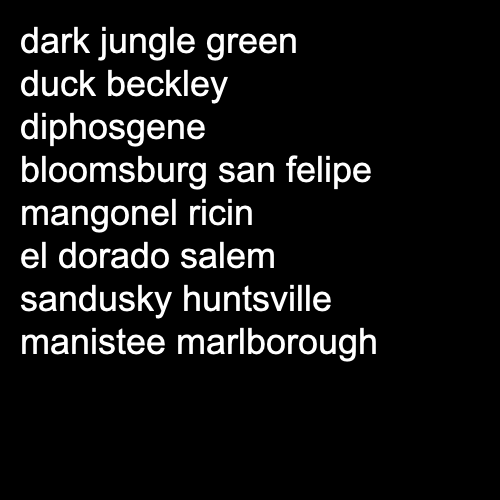 dark jungle green
duck beckley
diphosgene
bloomsburg san felipe
mangonel ricin
el dorado salem
sandusky huntsville
manistee marlborough